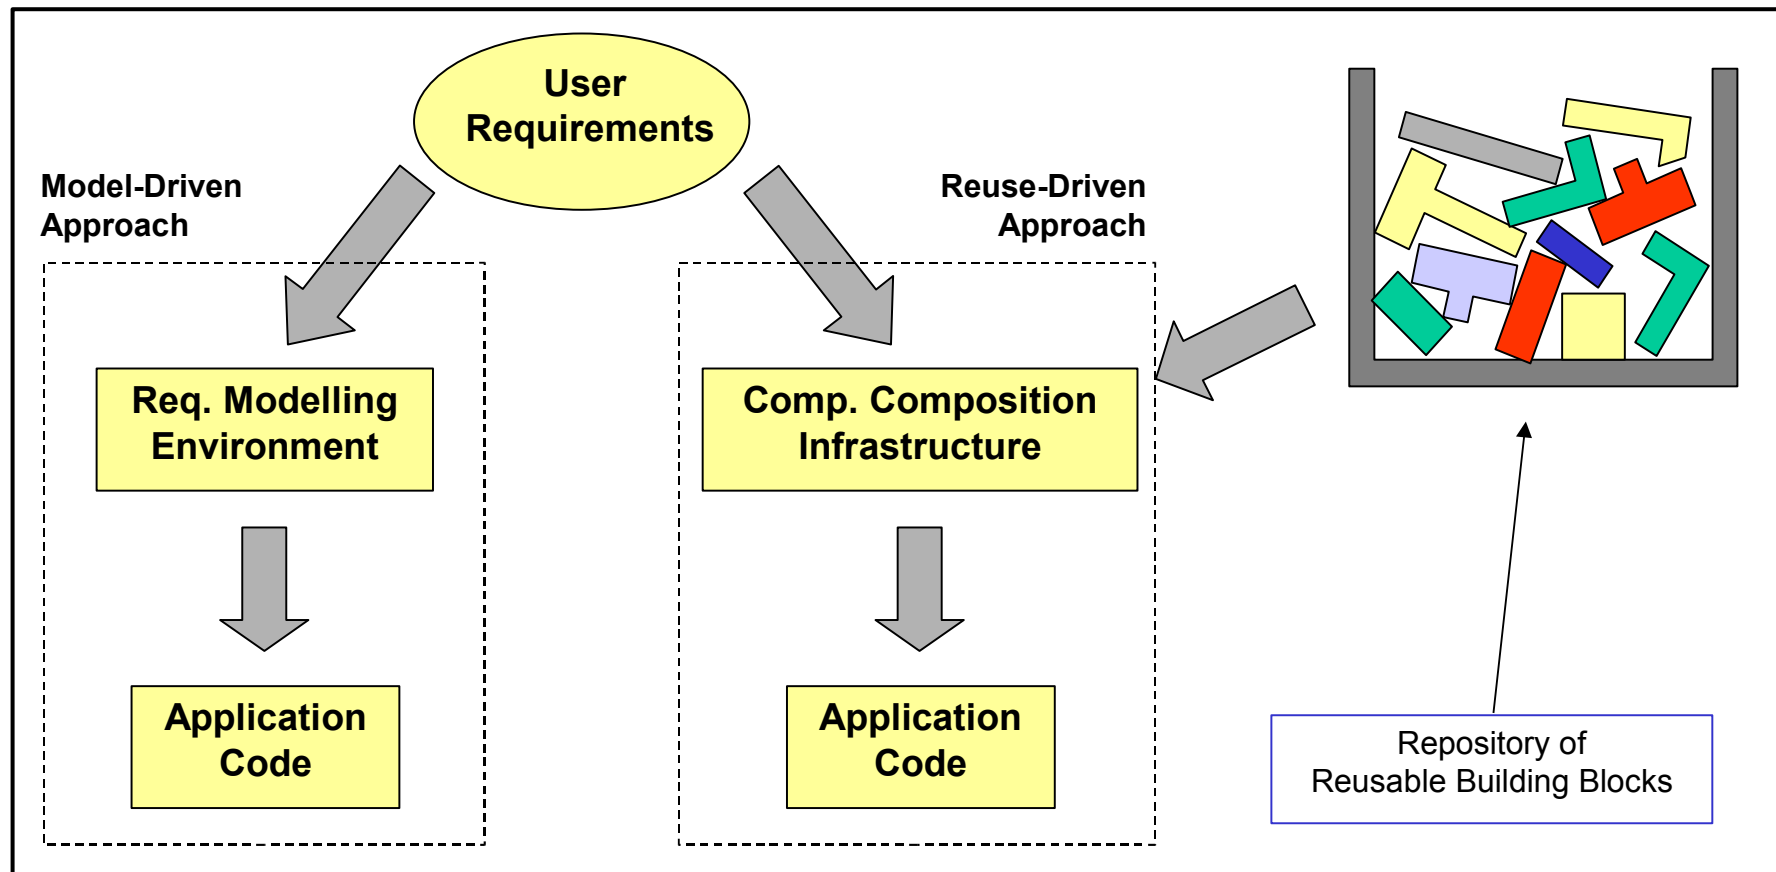 User
Requirements
Model-Driven
Approach
Reuse-Driven
Approach
Req. Modelling
Environment
Comp. Composition
Infrastructure
Application
Code
Application
Code
Repository of
Reusable Building Blocks